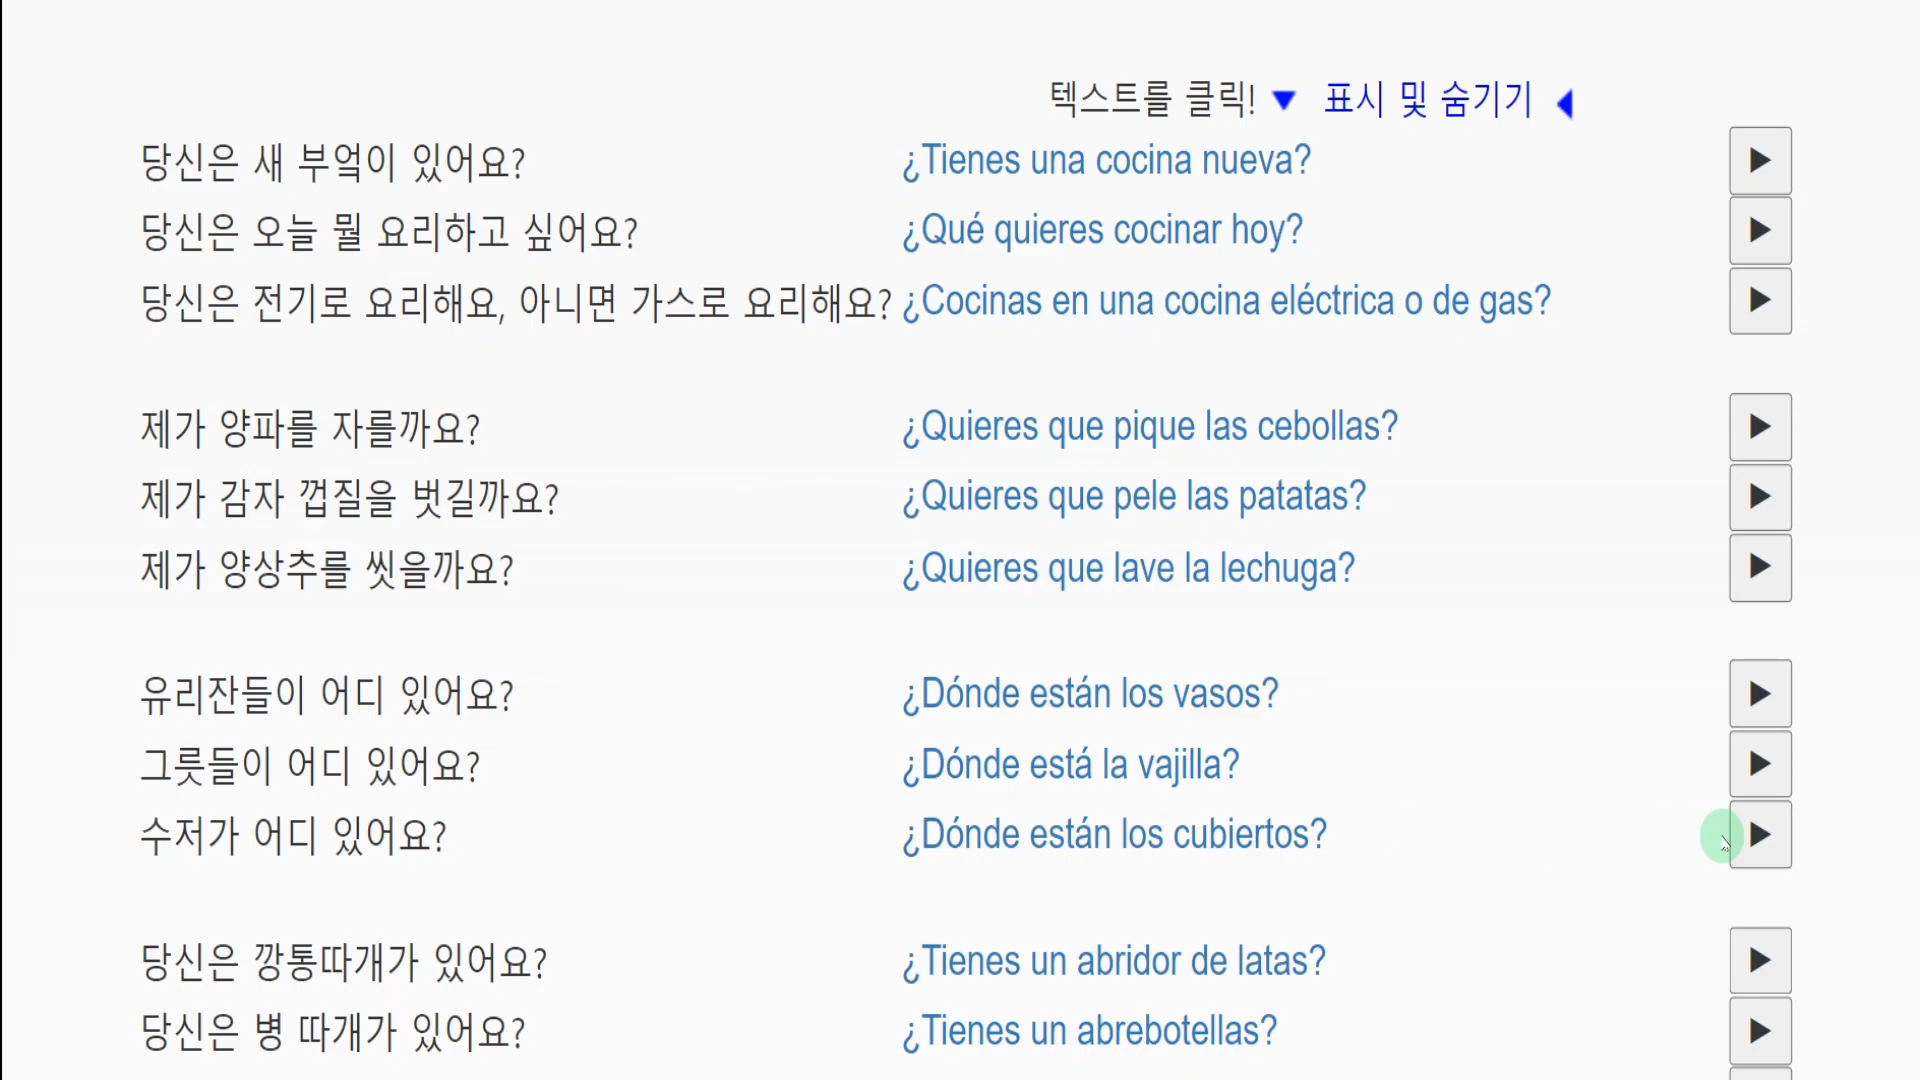 텍스트를 클릭! ▼ 표시 및 숨기기 ◀
당신은 새 부엌이 있어요? ¿Tienes una cocina nueva?
당신은 오늘 뭘 요리하고 싶어요? ¿Qué quieres cocinar hoy?
당신은 전기로 요리해요, 아니면 가스로 요리해요? ¿Cocinas en una cocina eléctrica o de gas?
제가 양파를 자를까요? ¿Quieres que pique las cebollas?
제가 감자 껍질을 벗길까요? ¿Quieres que pele las patatas?
제가 양상추를 씻을까요? ¿Quieres que lave la lechuga?
유리잔들이 어디 있어요? ¿Dónde están los vasos?
그릇들이 어디 있어요? ¿Dónde está la vajilla?
수저가 어디 있어요? ¿Dónde están los cubiertos?
당신은 깡통따개가 있어요? ¿Tienes un abridor de latas?
당신은 병 따개가 있어요? ¿Tienes un abrebotellas?